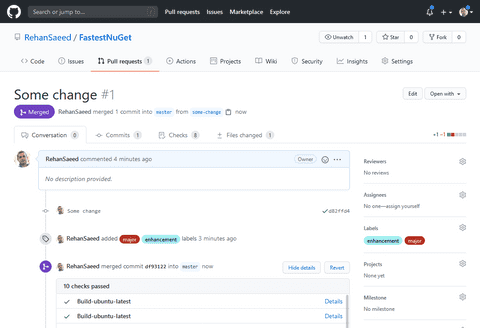 Search or jump to...
Pull requests Issues Marketplace Explore
RehanSaeed / FastestNuGet
Unwatch 1 Star 0 Fork 0
Code Issues Pull requests 1 Actions Projects Wiki Security Insights Settings
Some change #1
Edit Open with
Merged RehanSaeed merged 1 commit into master from some-change now
Conversation 0 Commits 1 Checks 8 Files changed 1 +1 −1
RehanSaeed commented 4 minutes ago Owner
No description provided.
Some change d82ffd4
RehanSaeed added major enhancement labels 3 minutes ago
RehanSaeed merged commit df93122 into master now
Hide details Revert
10 checks passed
Build-ubuntu-latest Details
Build-ubuntu-latest Details
Reviewers
No reviews
Assignees
No one—assign yourself
Labels
enhancement major
Projects
None yet
Milestone
No milestone